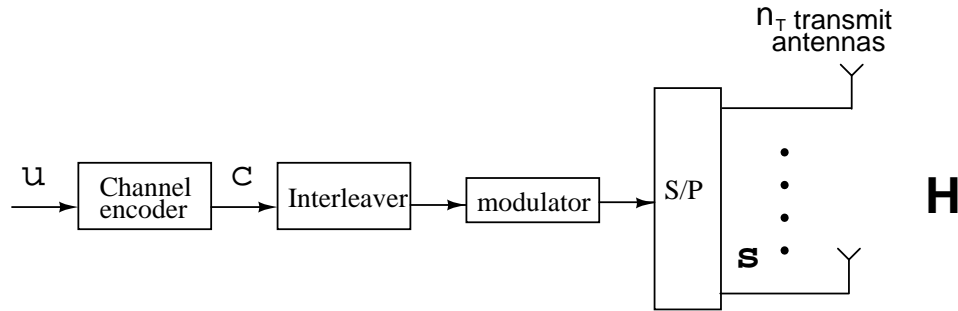 n_T transmit
antennas
u
Channel
encoder
c
Interleaver
modulator
S/P
s
H